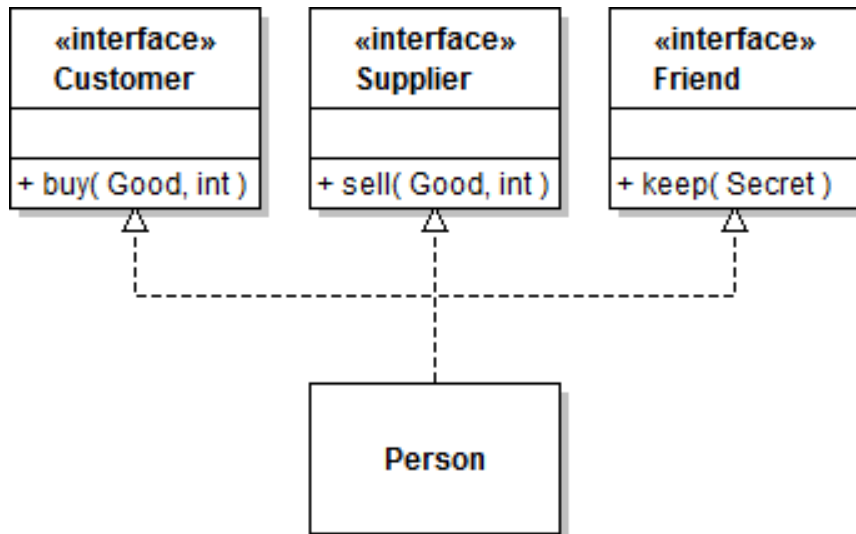 «interface»
Customer
+ buy( Good, int )
«interface»
Supplier
+ sell( Good, int )
«interface»
Friend
+ keep( Secret )
Person